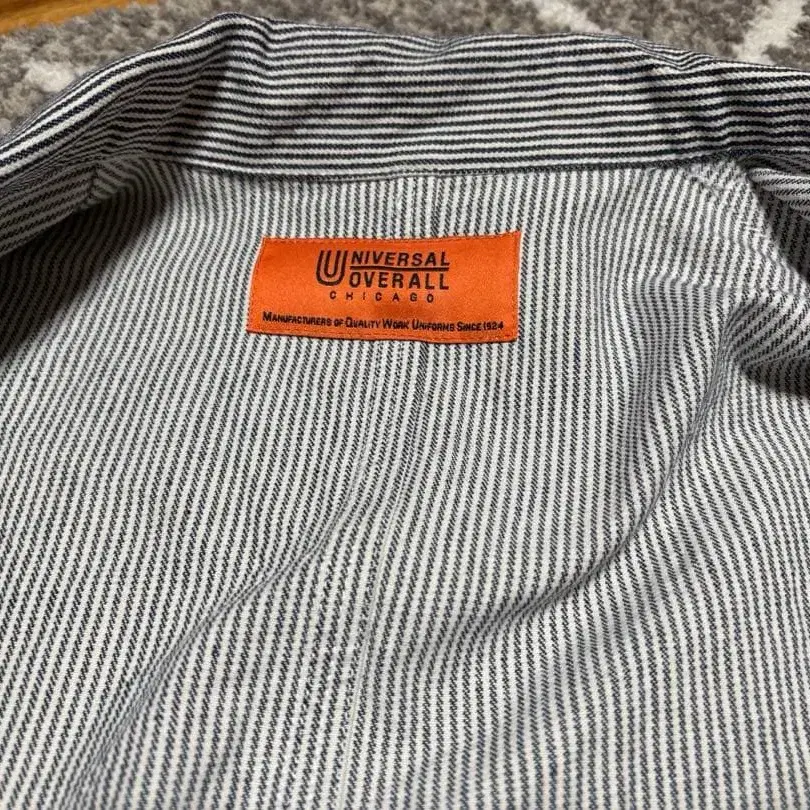 UNIVERSAL
OVERALL
CHICAGO
MANUFACTURERS OF QUALITY WORK UNIFORMS SINCE 1924